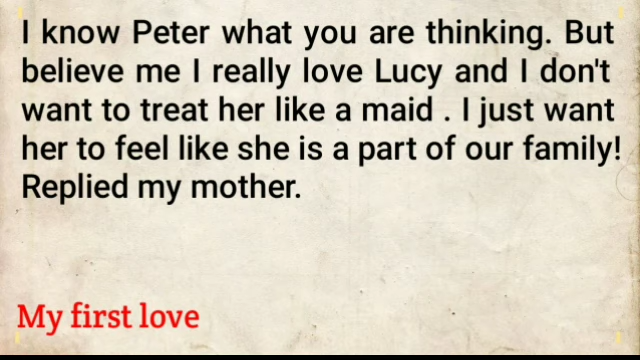 I know Peter what you are thinking. But
believe me I really love Lucy and I don't
want to treat her like a maid . I just want
her to feel like she is a part of our family!
Replied my mother.
My first love